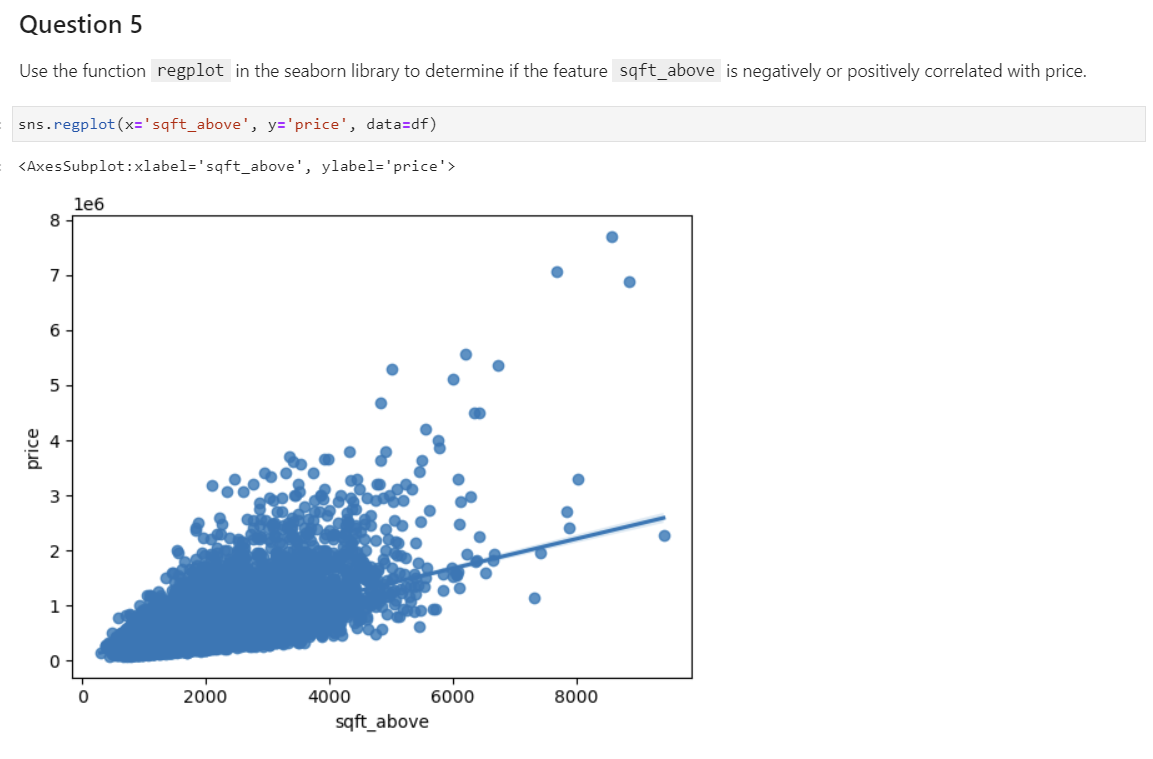 Question 5
Use the function regplot in the seaborn library to determine if the feature sqft_above is negatively or positively correlated with price.
sns.regplot(x='sqft_above', y='price', data=df)
<AxesSubplot:xlabel='sqft_above', ylabel='price'>
1e6
8
7
6
5
4
3
2
1
0
price
0 2000 4000 6000 8000
sqft_above